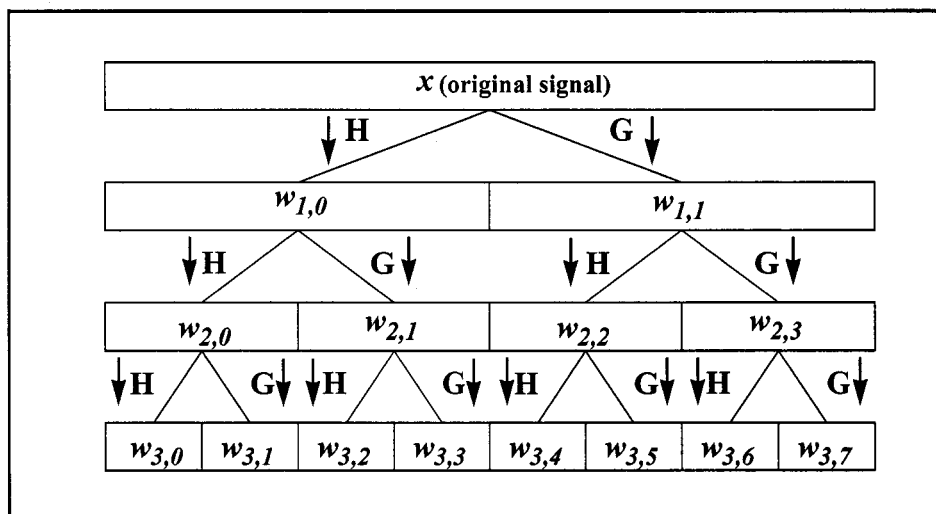 x (original signal)
H G
w1,0 w1,1
H G H G
w2,0 w2,1 w2,2 w2,3
H G H G H G H G
w3,0 w3,1 w3,2 w3,3 w3,4 w3,5 w3,6 w3,7